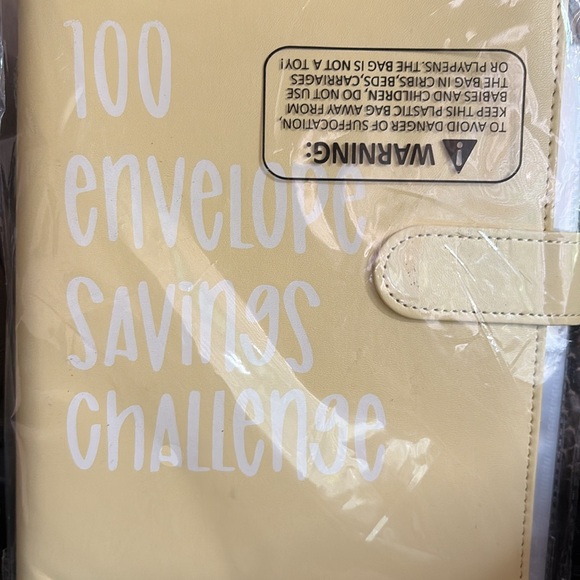 100
envelope
savings
challenge
WARNING:
TO AVOID DANGER OF SUFFOCATION,
KEEP THIS PLASTIC BAG AWAY FROM
BABIES AND CHILDREN, DO NOT USE
THE BAG IN CRIBS, BEDS,CARRIAGES
OR PLAYPENS.THE BAG IS NOT A TOY!